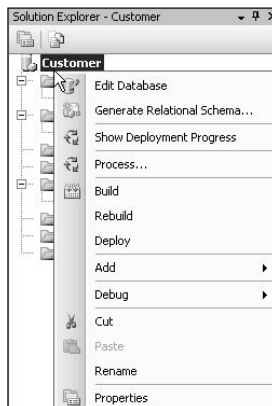 Solution Explorer - Customer
Customer
Edit Database
Generate Relational Schema...
Show Deployment Progress
Process...
Build
Rebuild
Deploy
Add
Debug
Cut
Paste
Rename
Properties